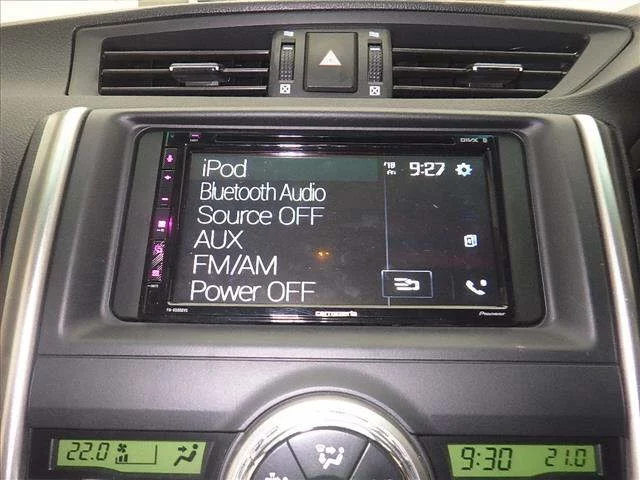 DIVX
iPod
9:27
Bluetooth Audio
Source OFF
AUX
FM/AM
Power OFF
carrozzeria
Pioneer
22.0
9:30
21.0